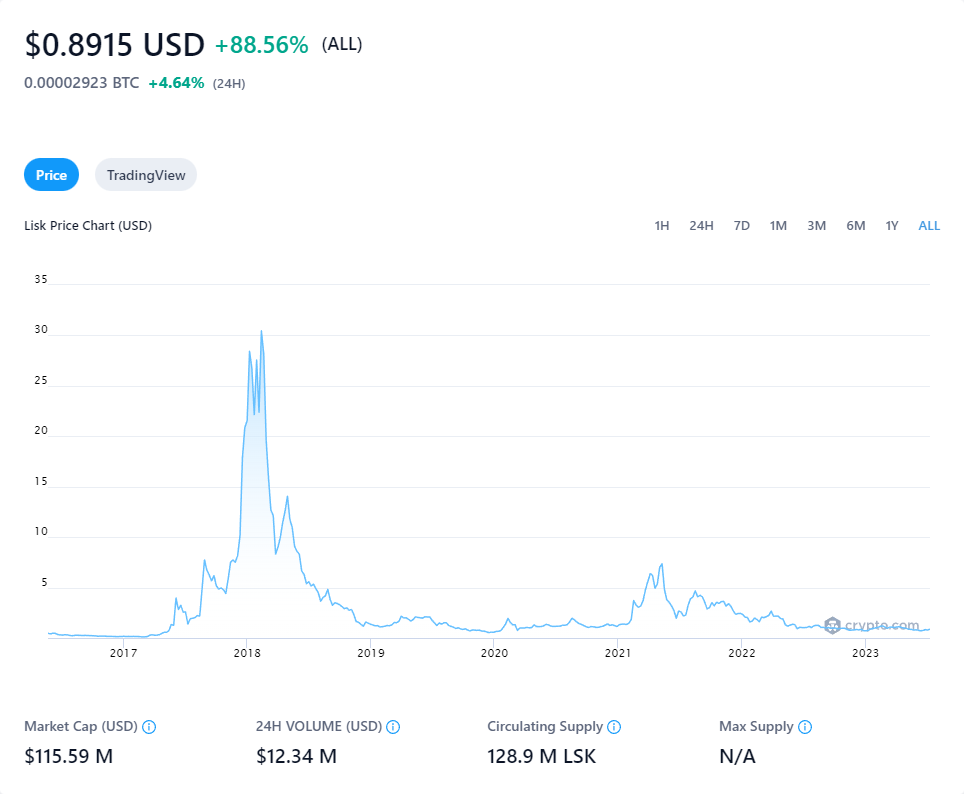 $0.8915 USD +88.56% (ALL)
0.00002923 BTC +4.64% (24H)
Price TradingView
Lisk Price Chart (USD) 1H 24H 7D 1M 3M 6M 1Y ALL
35
30
25
20
15
10
5
crypto.com
2017 2018 2019 2020 2021 2022 2023
Market Cap (USD) 24H VOLUME (USD) Circulating Supply Max Supply
$115.59 M $12.34 M 128.9 M LSK N/A